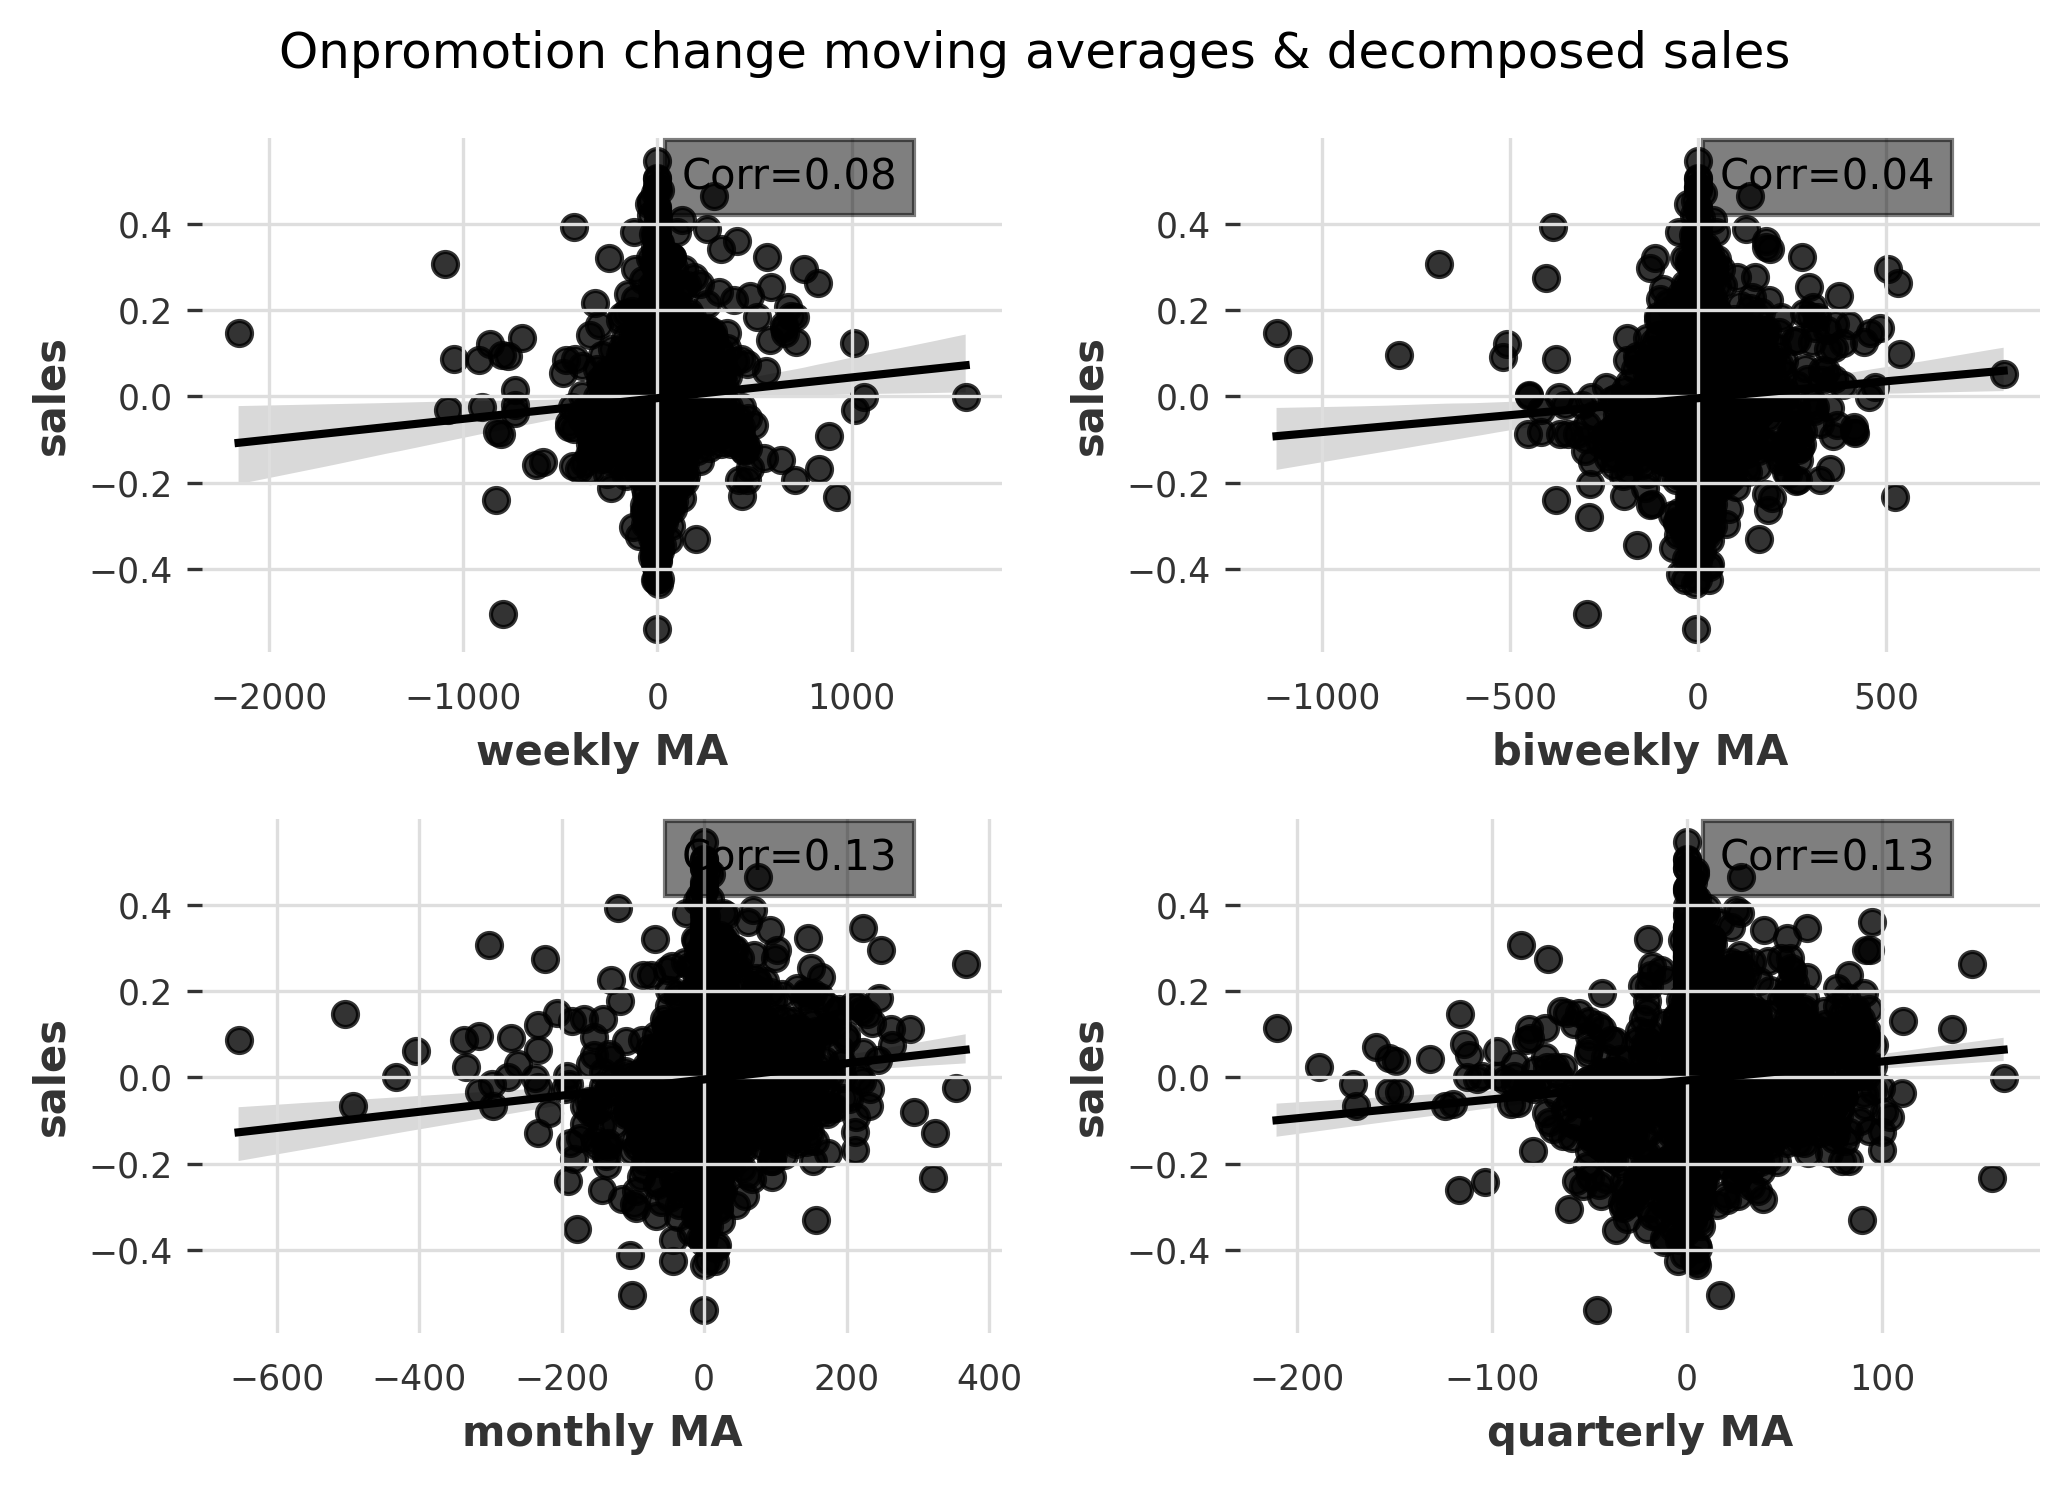 Onpromotion change moving averages & decomposed sales
Corr=0.08
sales
0.4
0.2
0.0
−0.2
−0.4
−2000 −1000 0 1000
weekly MA
Corr=0.04
sales
0.4
0.2
0.0
−0.2
−0.4
−1000 −500 0 500
biweekly MA
Corr=0.13
sales
0.4
0.2
0.0
−0.2
−0.4
−600 −400 −200 0 200 400
monthly MA
Corr=0.13
sales
0.4
0.2
0.0
−0.2
−0.4
−200 −100 0 100
quarterly MA